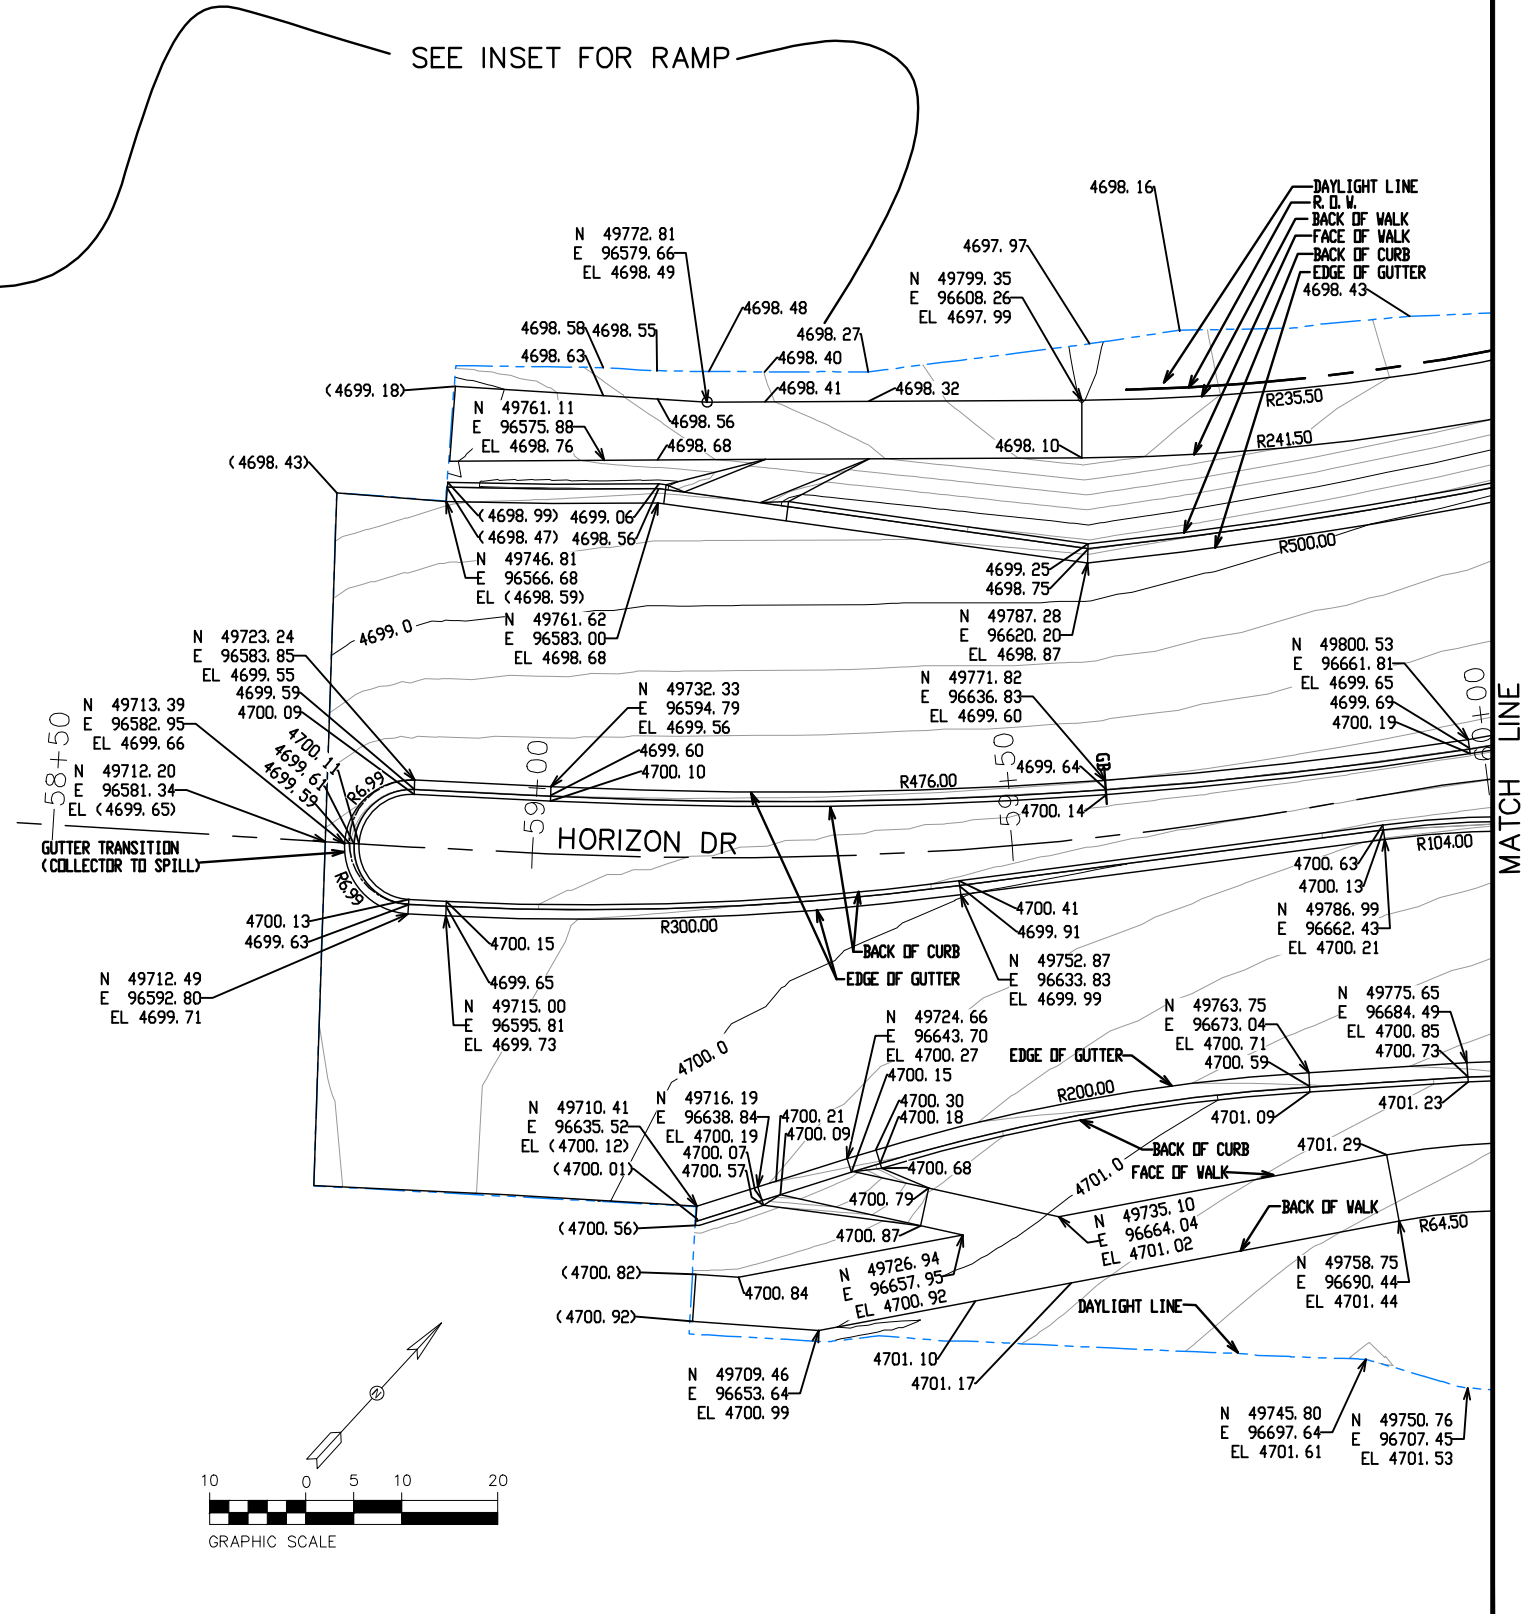 SEE INSET FOR RAMP
4698.16
DAYLIGHT LINE
R.O.W.
BACK OF WALK
FACE OF WALK
BACK OF CURB
EDGE OF GUTTER
4698.43
N 49772.81
E 96579.66
EL 4698.49
4697.97
N 49799.35
E 96608.26
EL 4697.99
4698.48
4698.58
4698.55
4698.27
4698.63
4698.40
(4699.18)
4698.41
4698.32
R235.50
N 49761.11
E 96575.88
EL 4698.76
4698.56
4698.68
4698.10
R241.50
(4698.43)
(4698.99)
4699.06
(4698.47)
4698.56
R500.00
N 49746.81
E 96566.68
EL (4698.59)
4699.25
4698.75
N 49761.62
E 96583.00
EL 4698.68
N 49787.28
E 96620.20
EL 4698.87
4699.0
N 49723.24
E 96583.85
EL 4699.55
4699.59
4700.09
N 49800.53
E 96661.81
EL 4699.65
4699.69
4700.19
N 49732.33
E 96594.79
EL 4699.56
4699.60
4700.10
N 49771.82
E 96636.83
EL 4699.60
N 49713.39
E 96582.95
EL 4699.66
4700.11
4699.61
4699.59
N 49712.20
E 96581.34
EL (4699.65)
58+50
59+00
59+50
60+00
GB
4699.64
4700.14
R6.99
R476.00
HORIZON DR
MATCH LINE
GUTTER TRANSITION
(COLLECTOR TO SPILL)
R6.99
4700.63
4700.13
R104.00
4700.13
4699.63
R300.00
4700.15
4700.41
4699.91
N 49786.99
E 96662.43
EL 4700.21
BACK OF CURB
EDGE OF GUTTER
N 49712.49
E 96592.80
EL 4699.71
4699.65
N 49715.00
E 96595.81
EL 4699.73
N 49752.87
E 96633.83
EL 4699.99
N 49724.66
E 96643.70
EL 4700.27
4700.15
N 49763.75
E 96673.04
EL 4700.71
4700.59
N 49775.65
E 96684.49
EL 4700.85
4700.73
4700.0
EDGE OF GUTTER
R200.00
N 49710.41
E 96635.52
EL (4700.12)
(4700.01)
N 49716.19
E 96638.84
EL 4700.19
4700.07
4700.57
4700.21
4700.09
4700.30
4700.18
4701.09
4701.23
4700.68
BACK OF CURB
FACE OF WALK
4701.0
4701.29
4700.79
4700.87
BACK OF WALK
(4700.56)
N 49735.10
E 96664.04
EL 4701.02
R64.50
(4700.82)
4700.84
N 49726.94
E 96657.95
EL 4700.92
N 49758.75
E 96690.44
EL 4701.44
(4700.92)
DAYLIGHT LINE
4701.10
4701.17
N 49709.46
E 96653.64
EL 4700.99
N 49745.80
E 96697.64
EL 4701.61
N 49750.76
E 96707.45
EL 4701.53
N
10 0 5 10 20
GRAPHIC SCALE